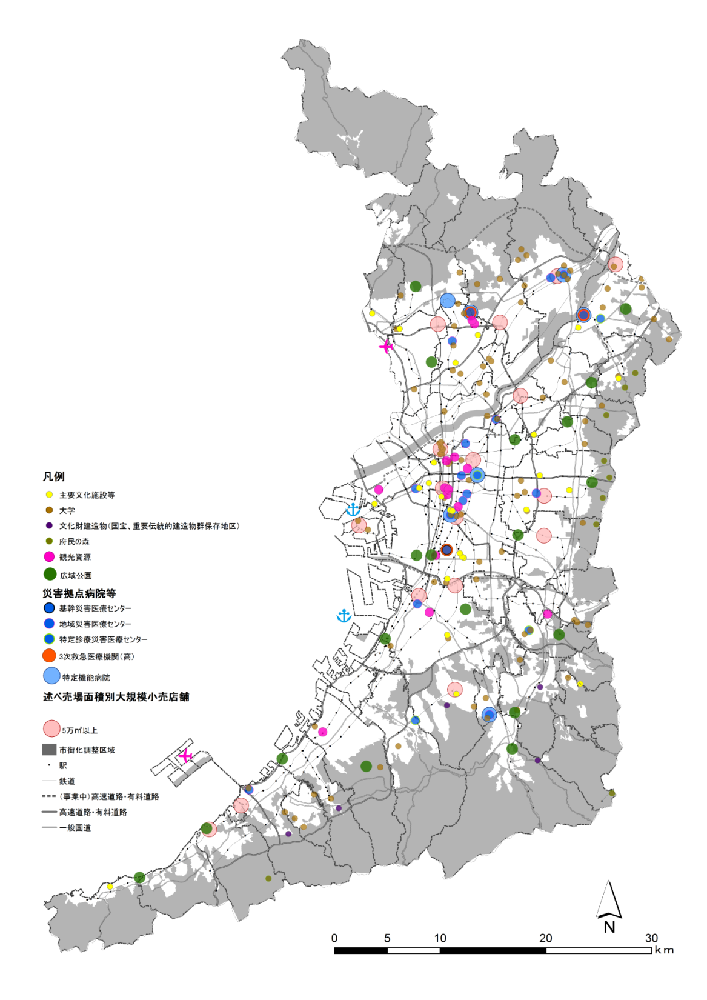 凡例
主要文化施設等
大学
文化財建造物(国宝、重要伝統的建造物群保存地区)
府民の森
観光資源
広域公園
災害拠点病院等
基幹災害医療センター
地域災害医療センター
特定診療災害医療センター
3次救急医療機関(高)
特定機能病院
述べ売場面積別大規模小売店舗
5万㎡以上
市街化調整区域
駅
鉄道
(事業中)高速道路・有料道路
高速道路・有料道路
一般国道
N
0 5 10 20 30
km